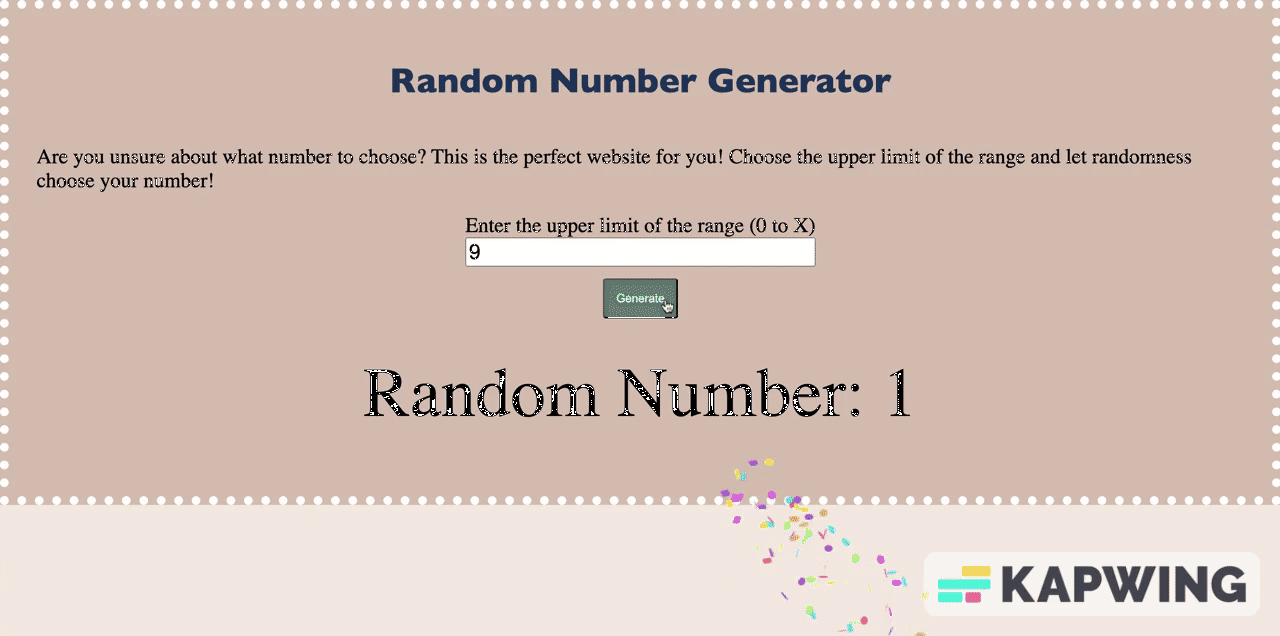 Random Number Generator
Are you unsure about what number to choose? This is the perfect website for you! Choose the upper limit of the range and let randomness
choose your number!
Enter the upper limit of the range (0 to X)
9
Generate
Random Number: 1
KAPWING